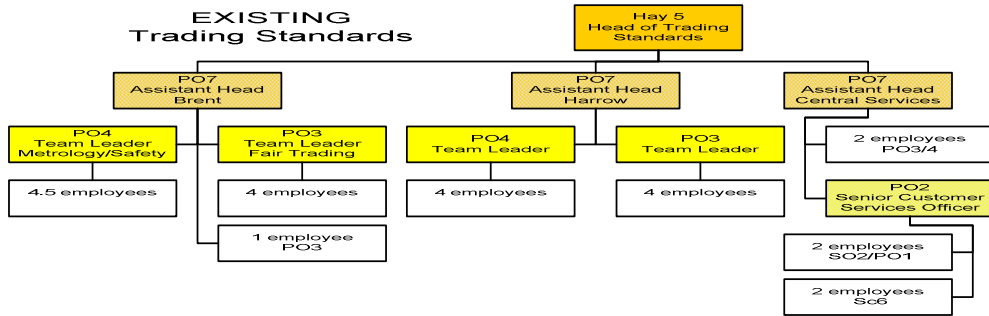 EXISTING
Trading Standards
Hay 5
Head of Trading
Standards
PO7
Assistant Head
Brent
PO7
Assistant Head
Harrow
PO7
Assistant Head
Central Services
PO4
Team Leader
Metrology/Safety
PO3
Team Leader
Fair Trading
PO4
Team Leader
PO3
Team Leader
2 employees
PO3/4
4.5 employees
4 employees
4 employees
4 employees
PO2
Senior Customer
Services Officer
1 employee
PO3
2 employees
SO2/PO1
2 employees
Sc6